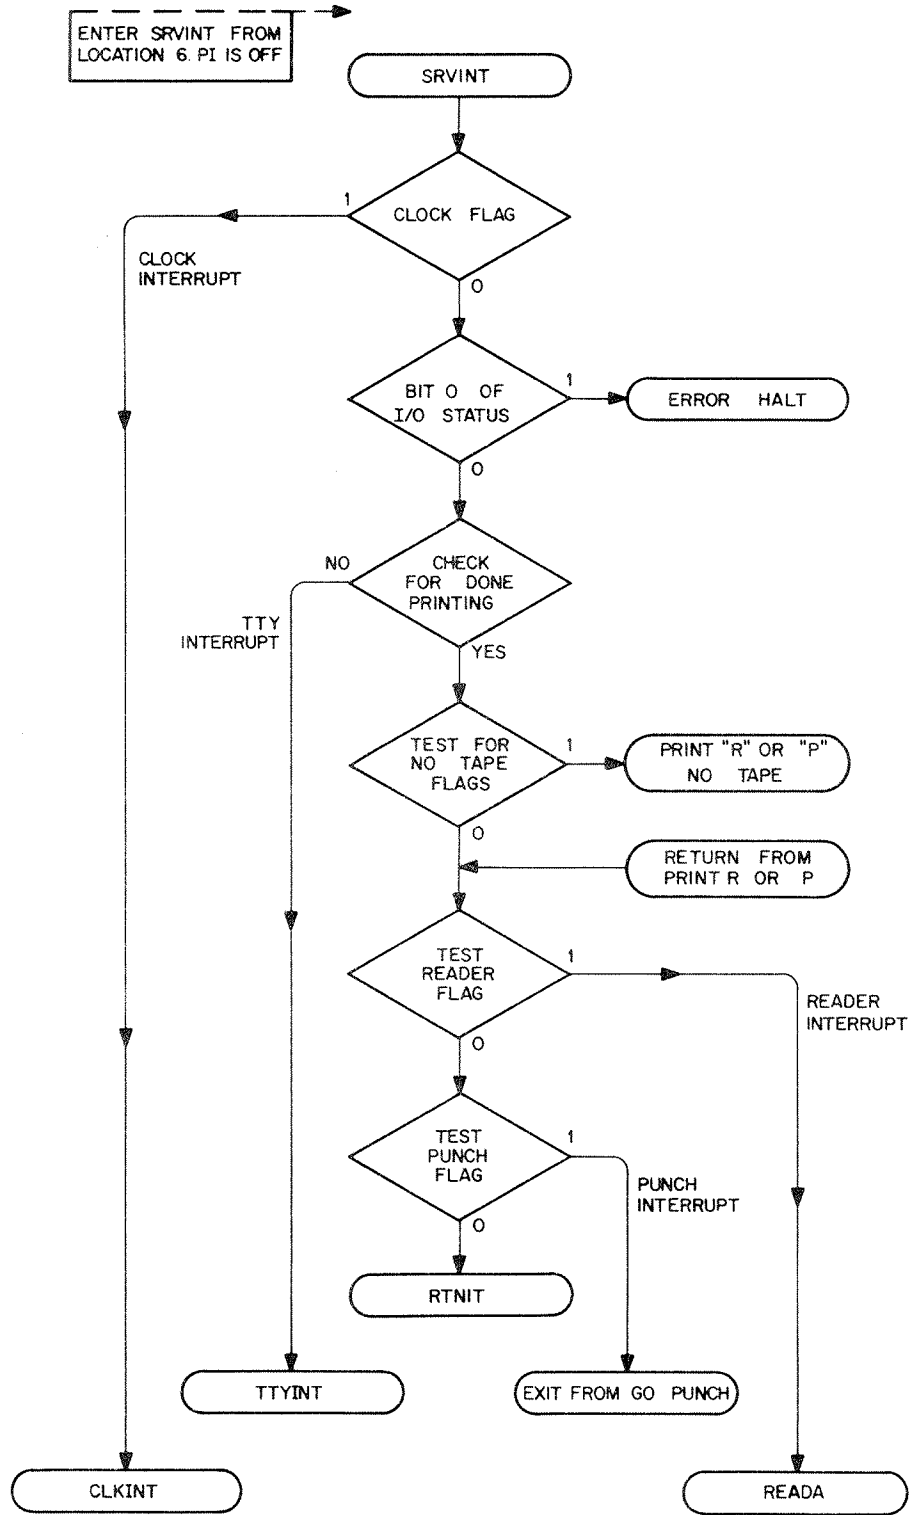 ENTER SRVINT FROM
LOCATION 6. PI IS OFF
SRVINT
1
CLOCK FLAG
CLOCK
INTERRUPT
0
BIT 0 OF
I/O STATUS
1
ERROR HALT
0
NO
CHECK
FOR DONE
PRINTING
TTY
INTERRUPT
YES
TEST FOR
NO TAPE
FLAGS
1
PRINT "R" OR "P"
NO TAPE
0
RETURN FROM
PRINT R OR P
TEST
READER
FLAG
1
READER
INTERRUPT
0
TEST
PUNCH
FLAG
1
PUNCH
INTERRUPT
0
RTNIT
TTYINT
EXIT FROM GO PUNCH
CLKINT
READA